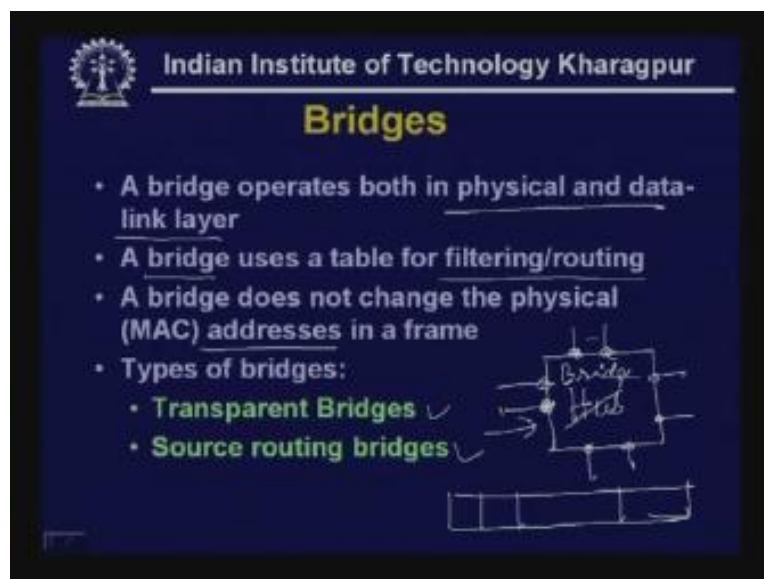 Indian Institute of Technology Kharagpur
Bridges
• A bridge operates both in physical and data-
link layer
• A bridge uses a table for filtering/routing
• A bridge does not change the physical
(MAC) addresses in a frame
• Types of bridges:
• Transparent Bridges
• Source routing bridges
Bridge
Hub